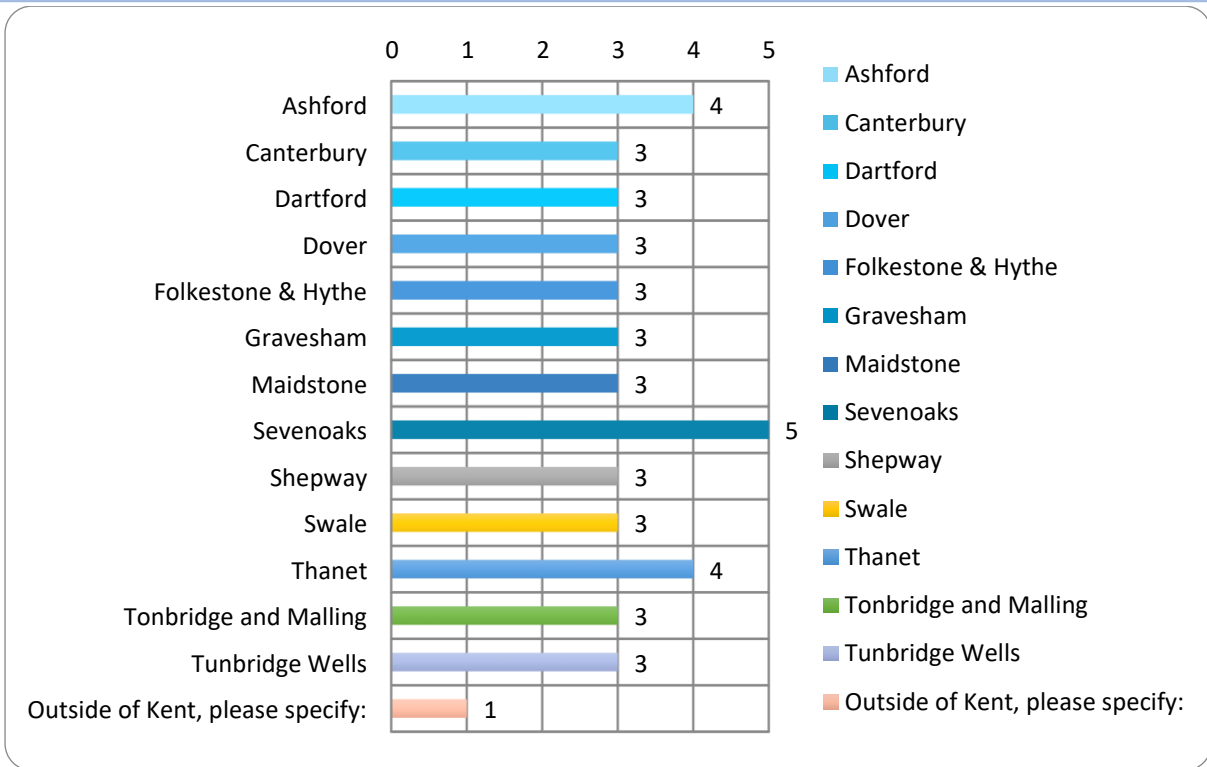 0 1 2 3 4 5
Ashford 4
Canterbury 3
Dartford 3
Dover 3
Folkestone & Hythe 3
Gravesham 3
Maidstone 3
Sevenoaks 5
Shepway 3
Swale 3
Thanet 4
Tonbridge and Malling 3
Tunbridge Wells 3
Outside of Kent, please specify: 1
Ashford
Canterbury
Dartford
Dover
Folkestone & Hythe
Gravesham
Maidstone
Sevenoaks
Shepway
Swale
Thanet
Tonbridge and Malling
Tunbridge Wells
Outside of Kent, please specify: